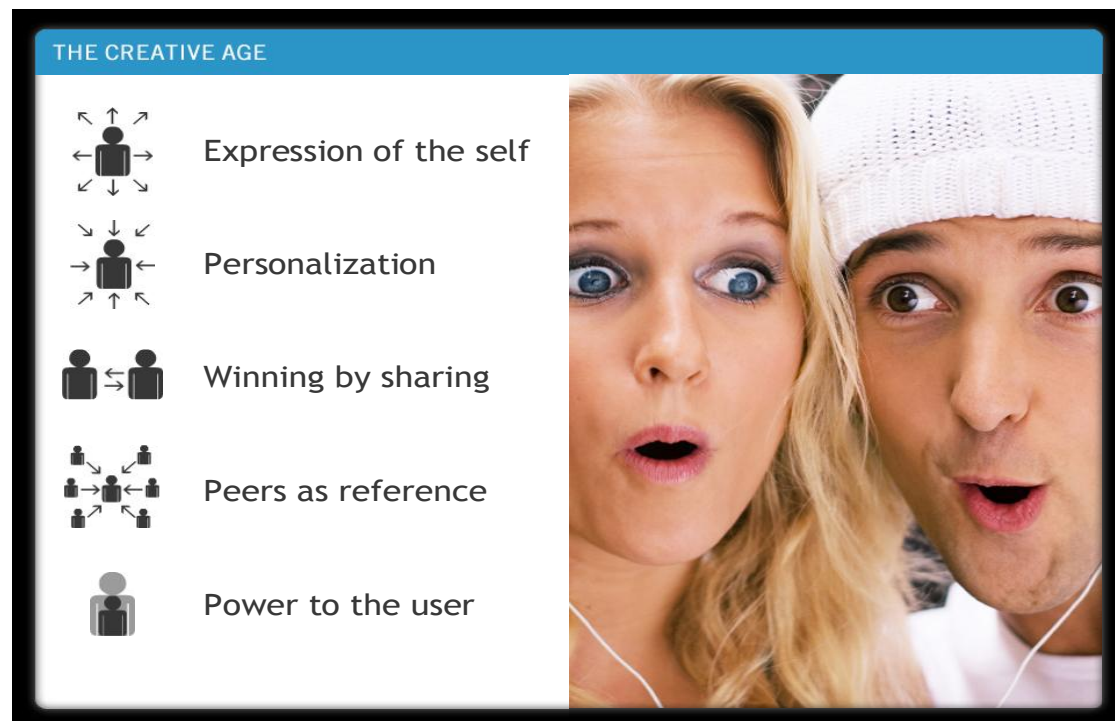 THE CREATIVE AGE
Expression of the self
Personalization
Winning by sharing
Peers as reference
Power to the user